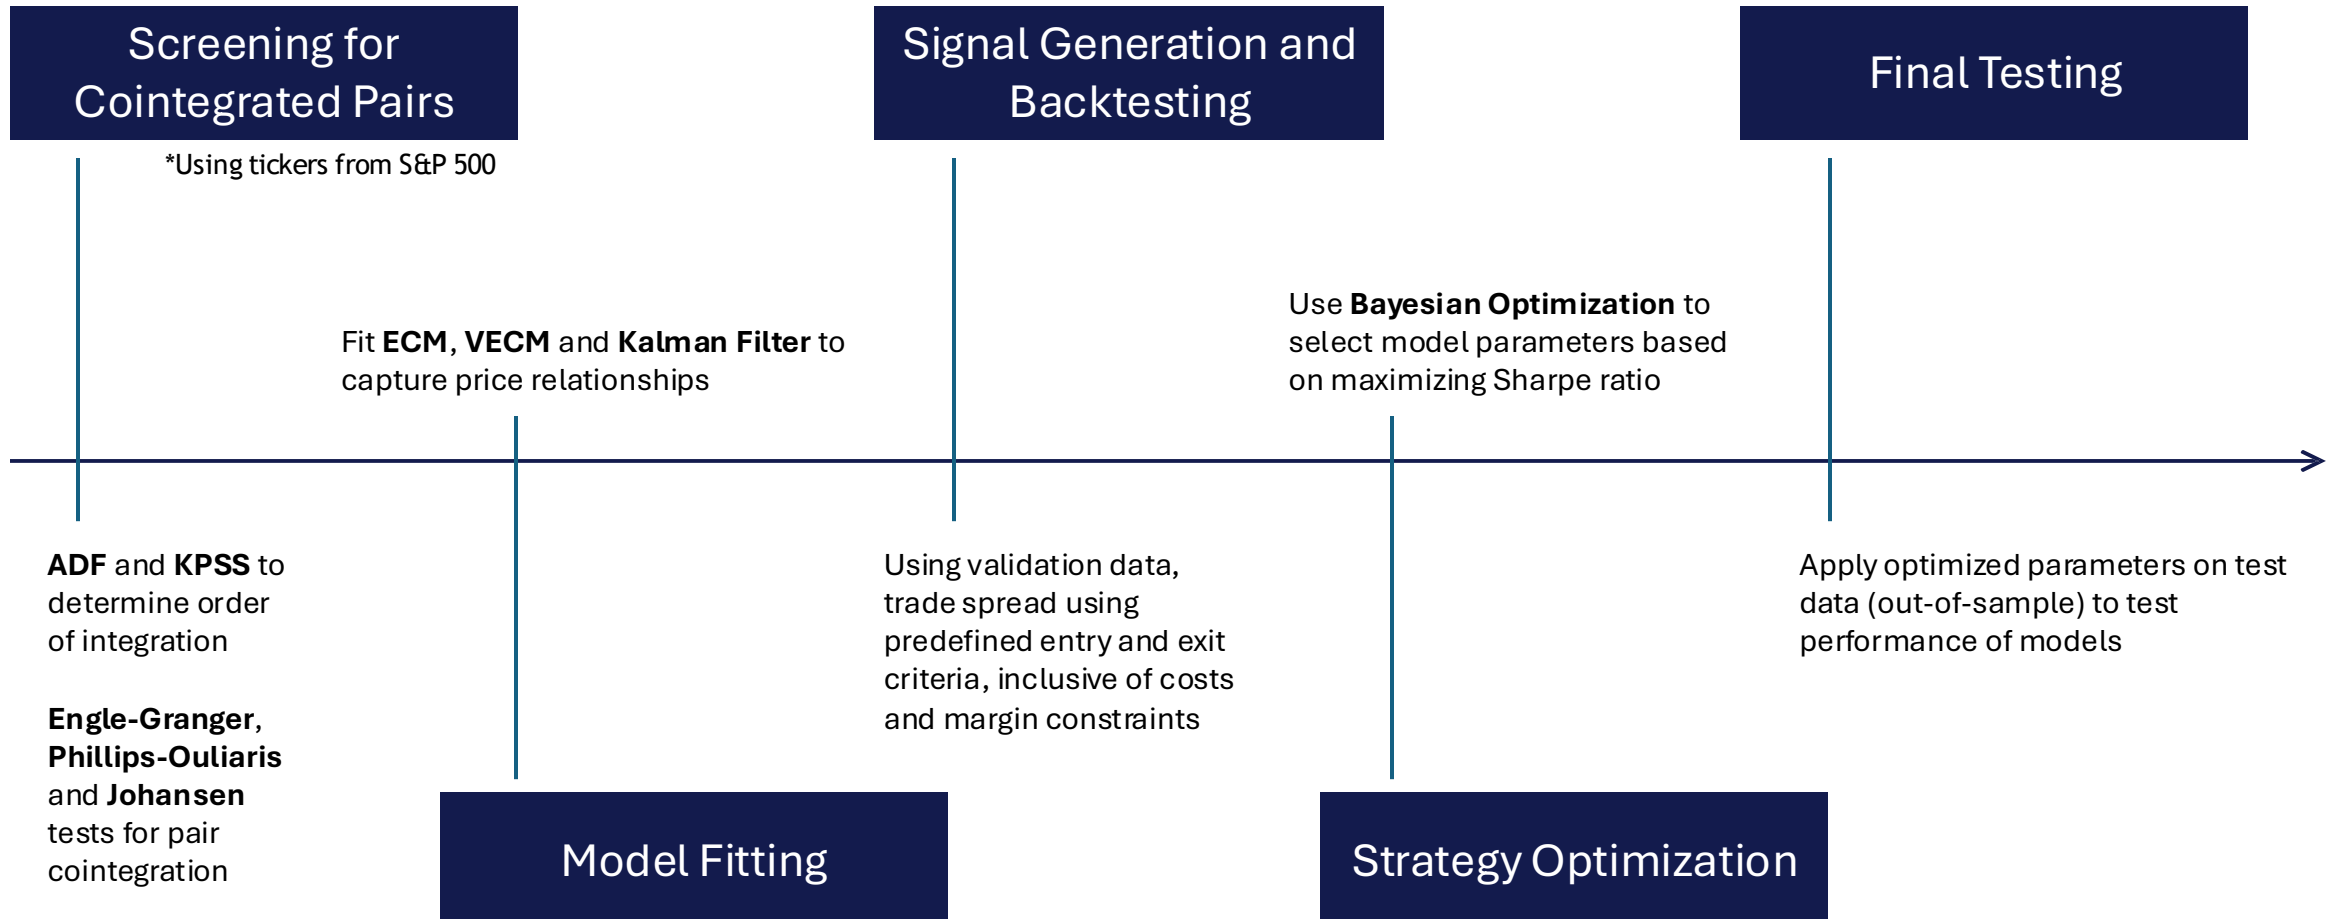 Screening for
Cointegrated Pairs
*Using tickers from S&P 500
ADF and KPSS to
determine order
of integration
Engle-Granger,
Phillips-Ouliaris
and Johansen
tests for pair
cointegration
Fit ECM, VECM and Kalman Filter to
capture price relationships
Model Fitting
Signal Generation and
Backtesting
Using validation data,
trade spread using
predefined entry and exit
criteria, inclusive of costs
and margin constraints
Use Bayesian Optimization to
select model parameters based
on maximizing Sharpe ratio
Strategy Optimization
Final Testing
Apply optimized parameters on test
data (out-of-sample) to test
performance of models